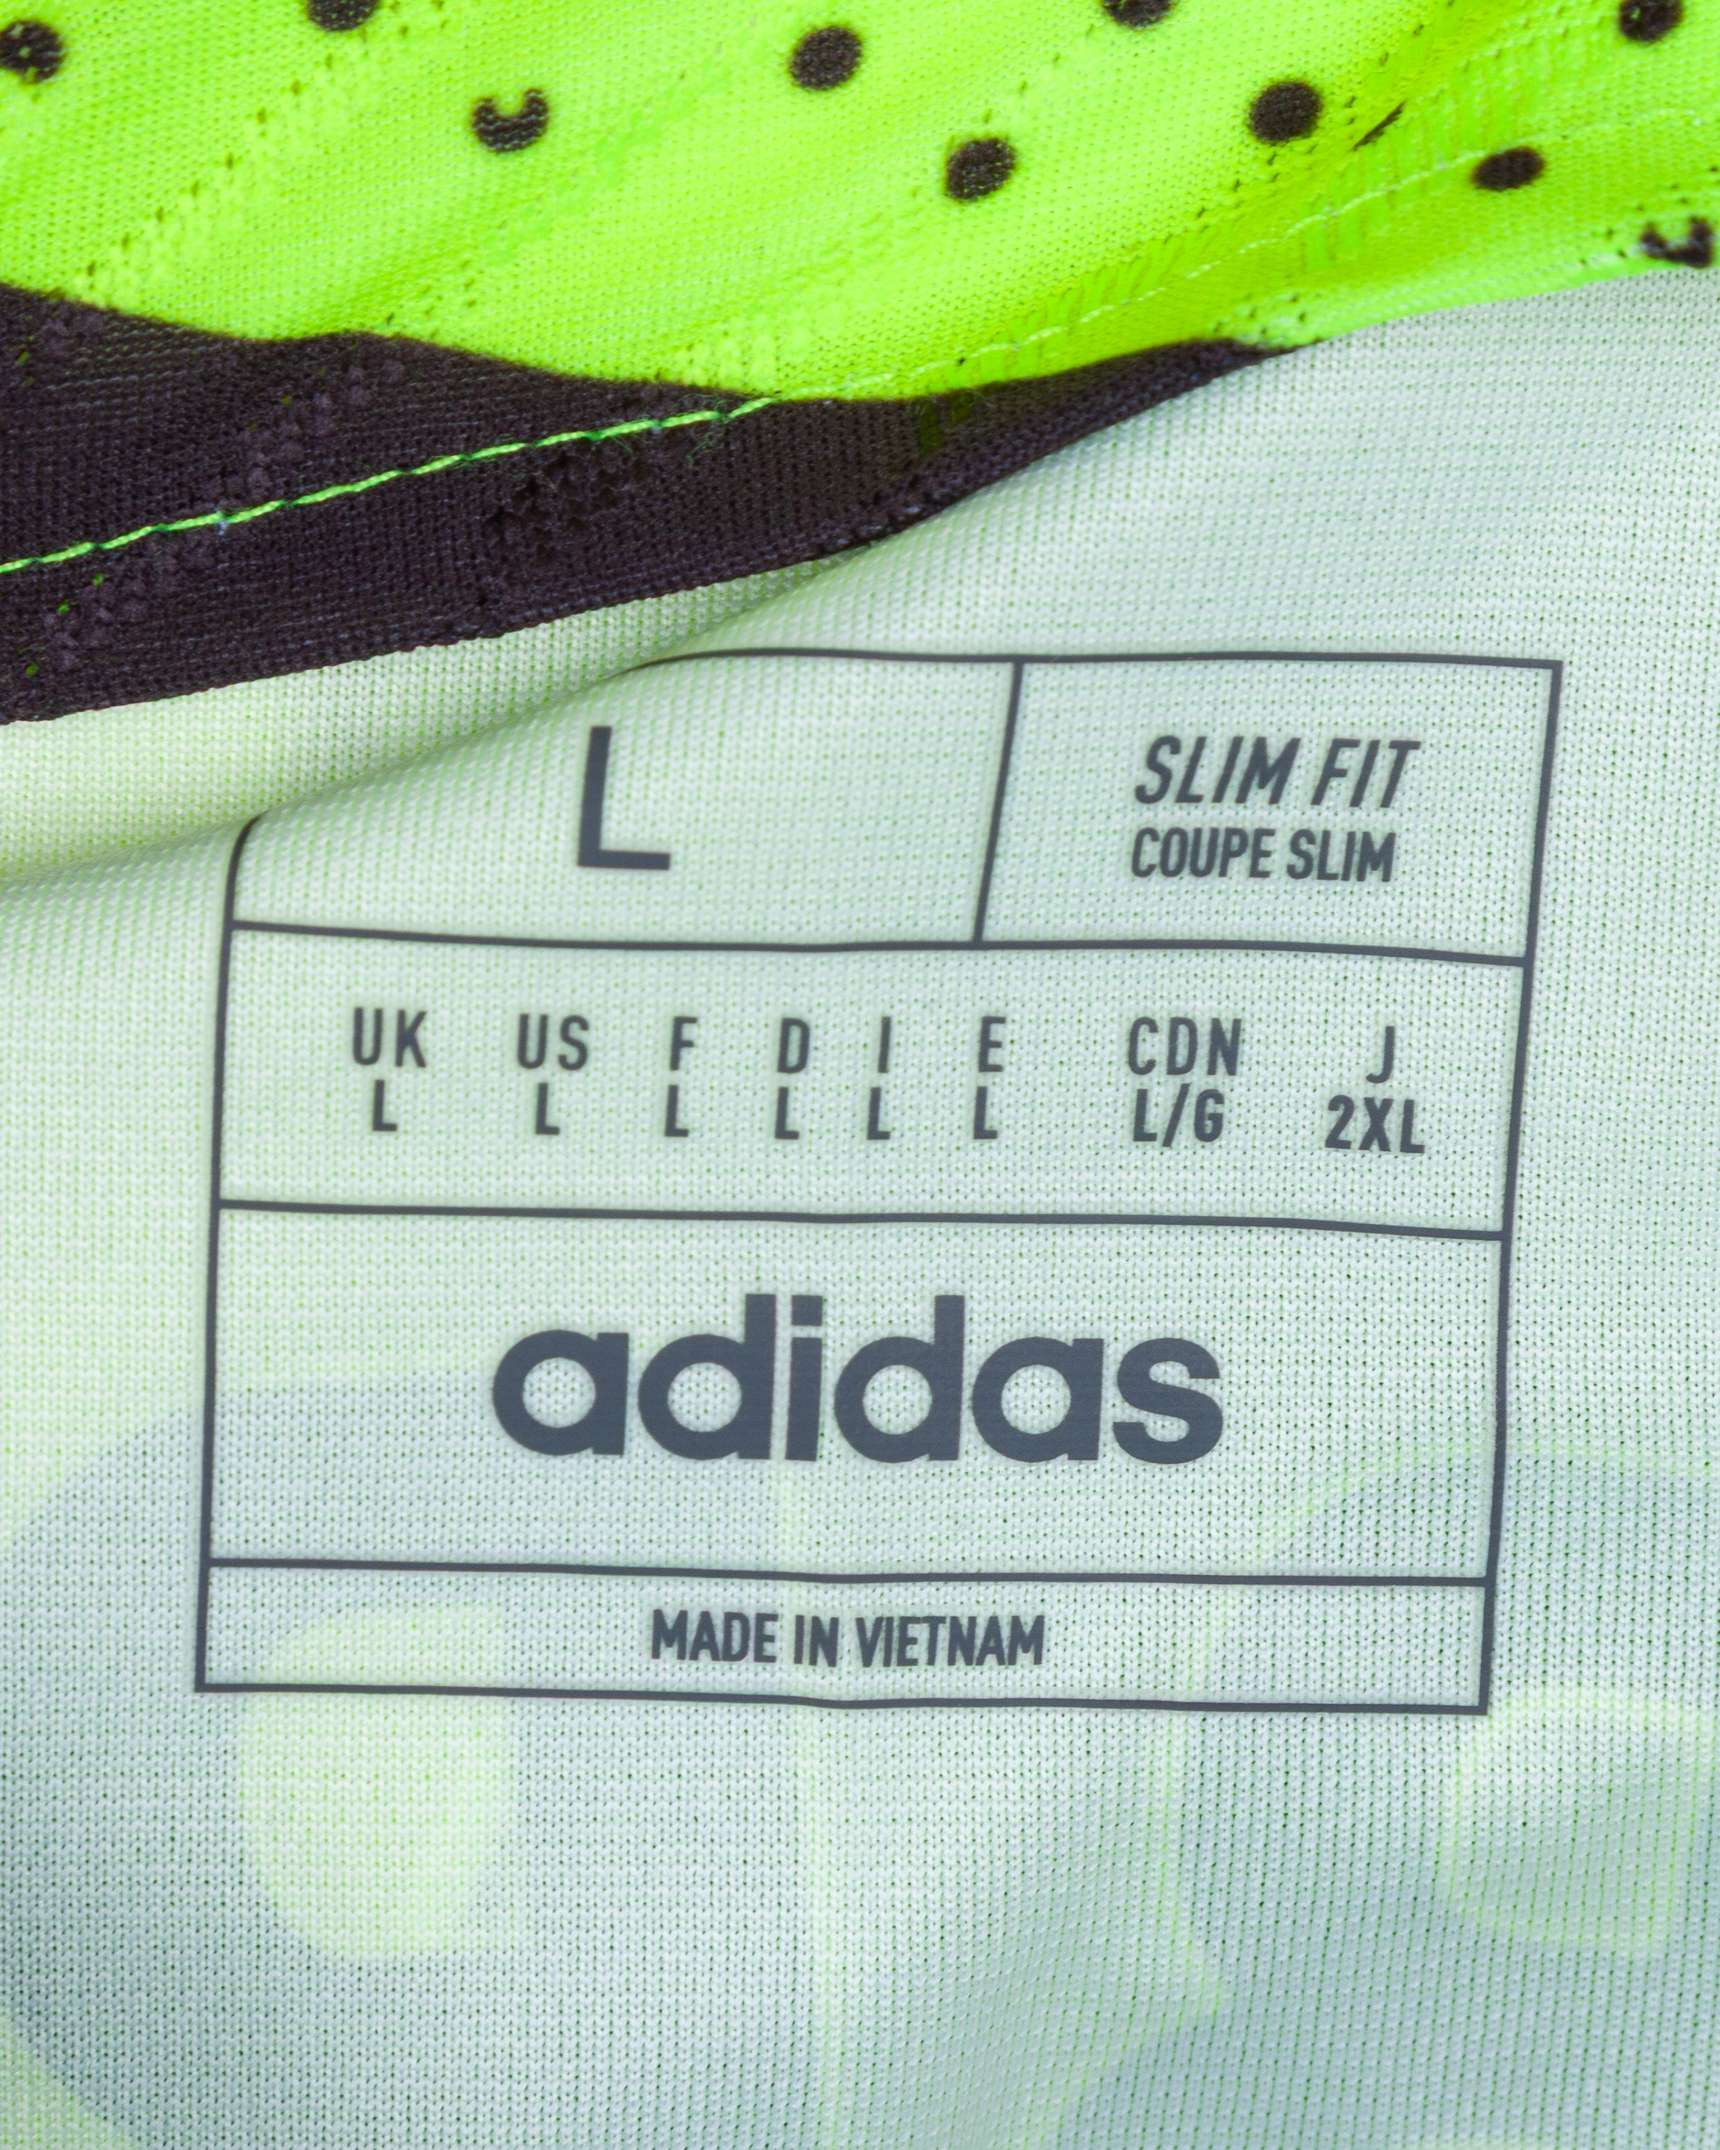 L
SLIM FIT
COUPE SLIM
UK US F D I E CDN J
L L L L L L L/G 2XL
adidas
MADE IN VIETNAM